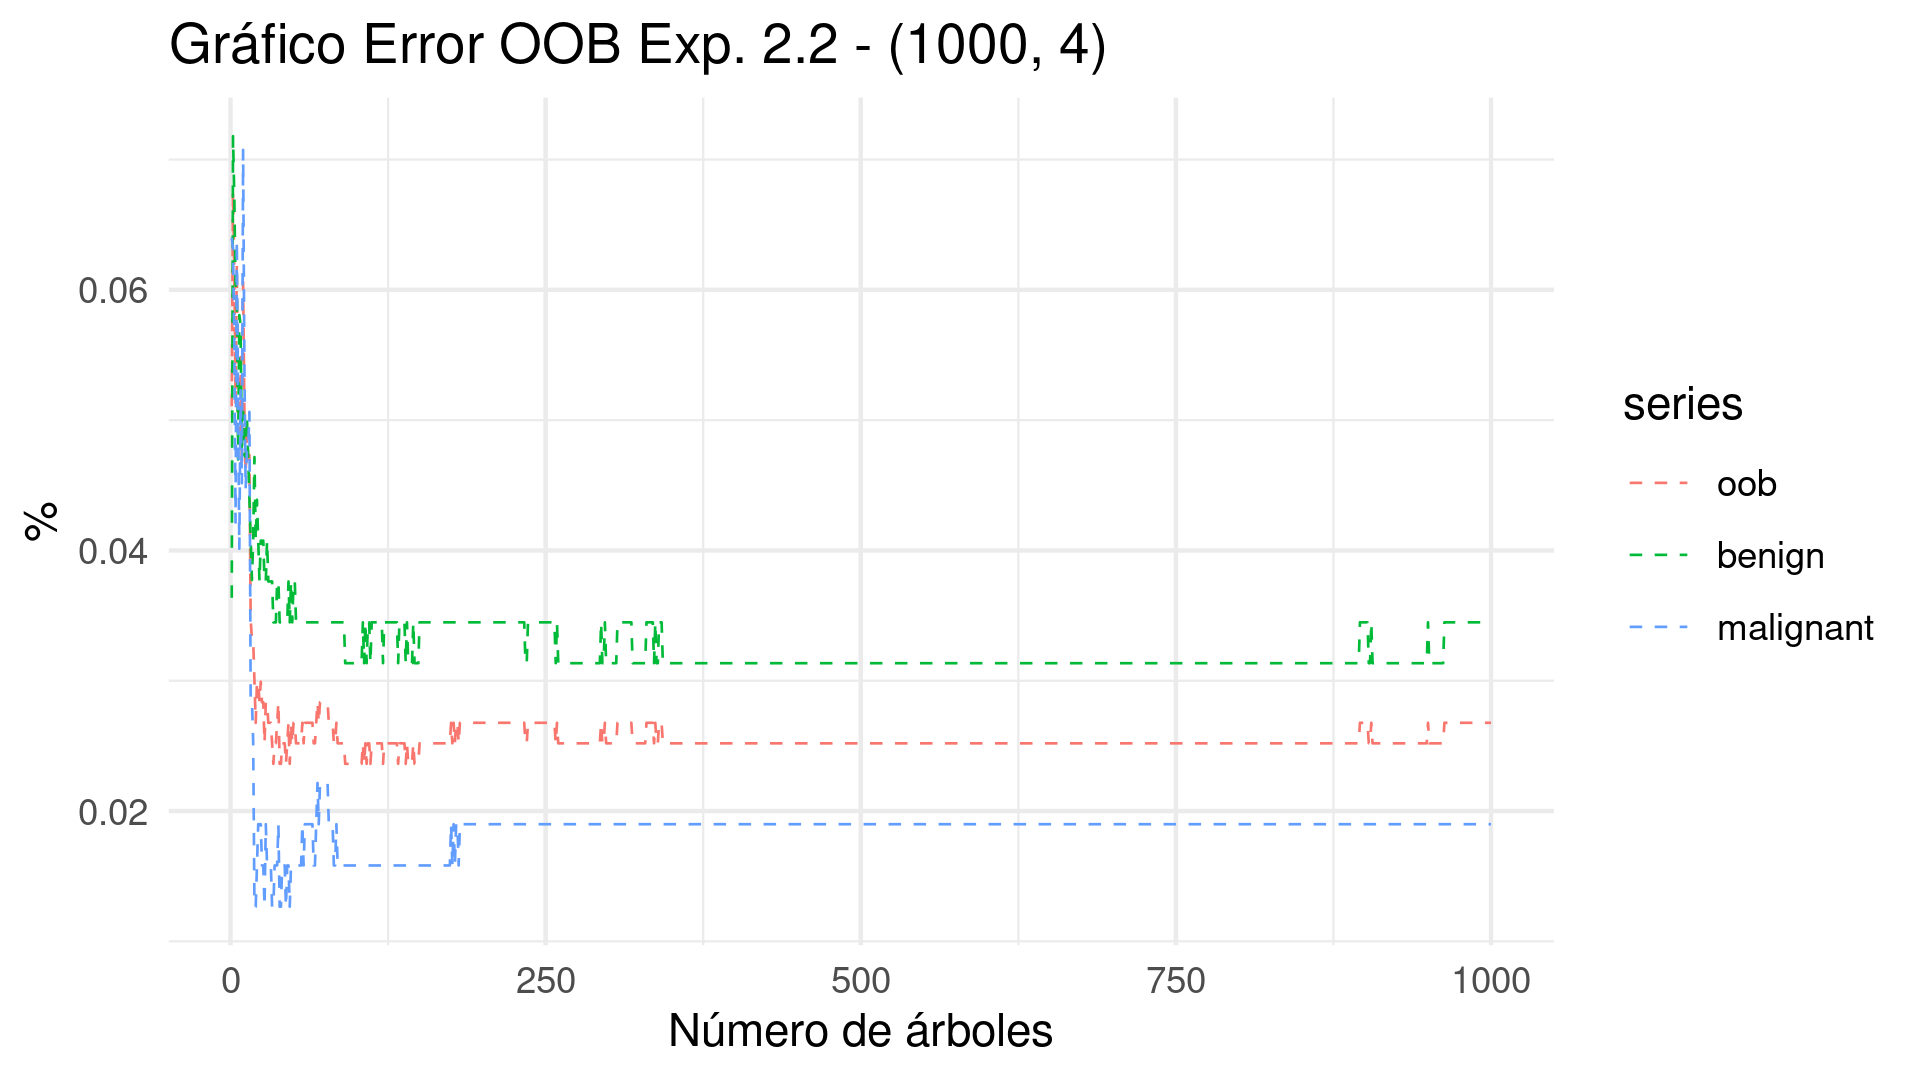 Gráfico Error OOB Exp. 2.2 - (1000, 4)
%
0.06
0.04
0.02
0 250 500 750 1000
Número de árboles
series
oob
benign
malignant